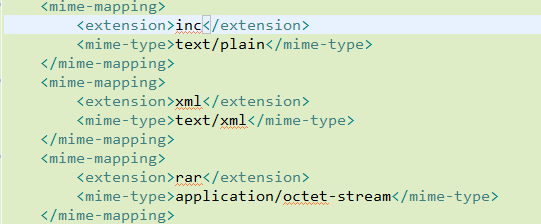 <mime-mapping>
<extension>inc</extension>
<mime-type>text/plain</mime-type>
</mime-mapping>
<mime-mapping>
<extension>xml</extension>
<mime-type>text/xml</mime-type>
</mime-mapping>
<mime-mapping>
<extension>rar</extension>
<mime-type>application/octet-stream</mime-type>
</mime-mapping>